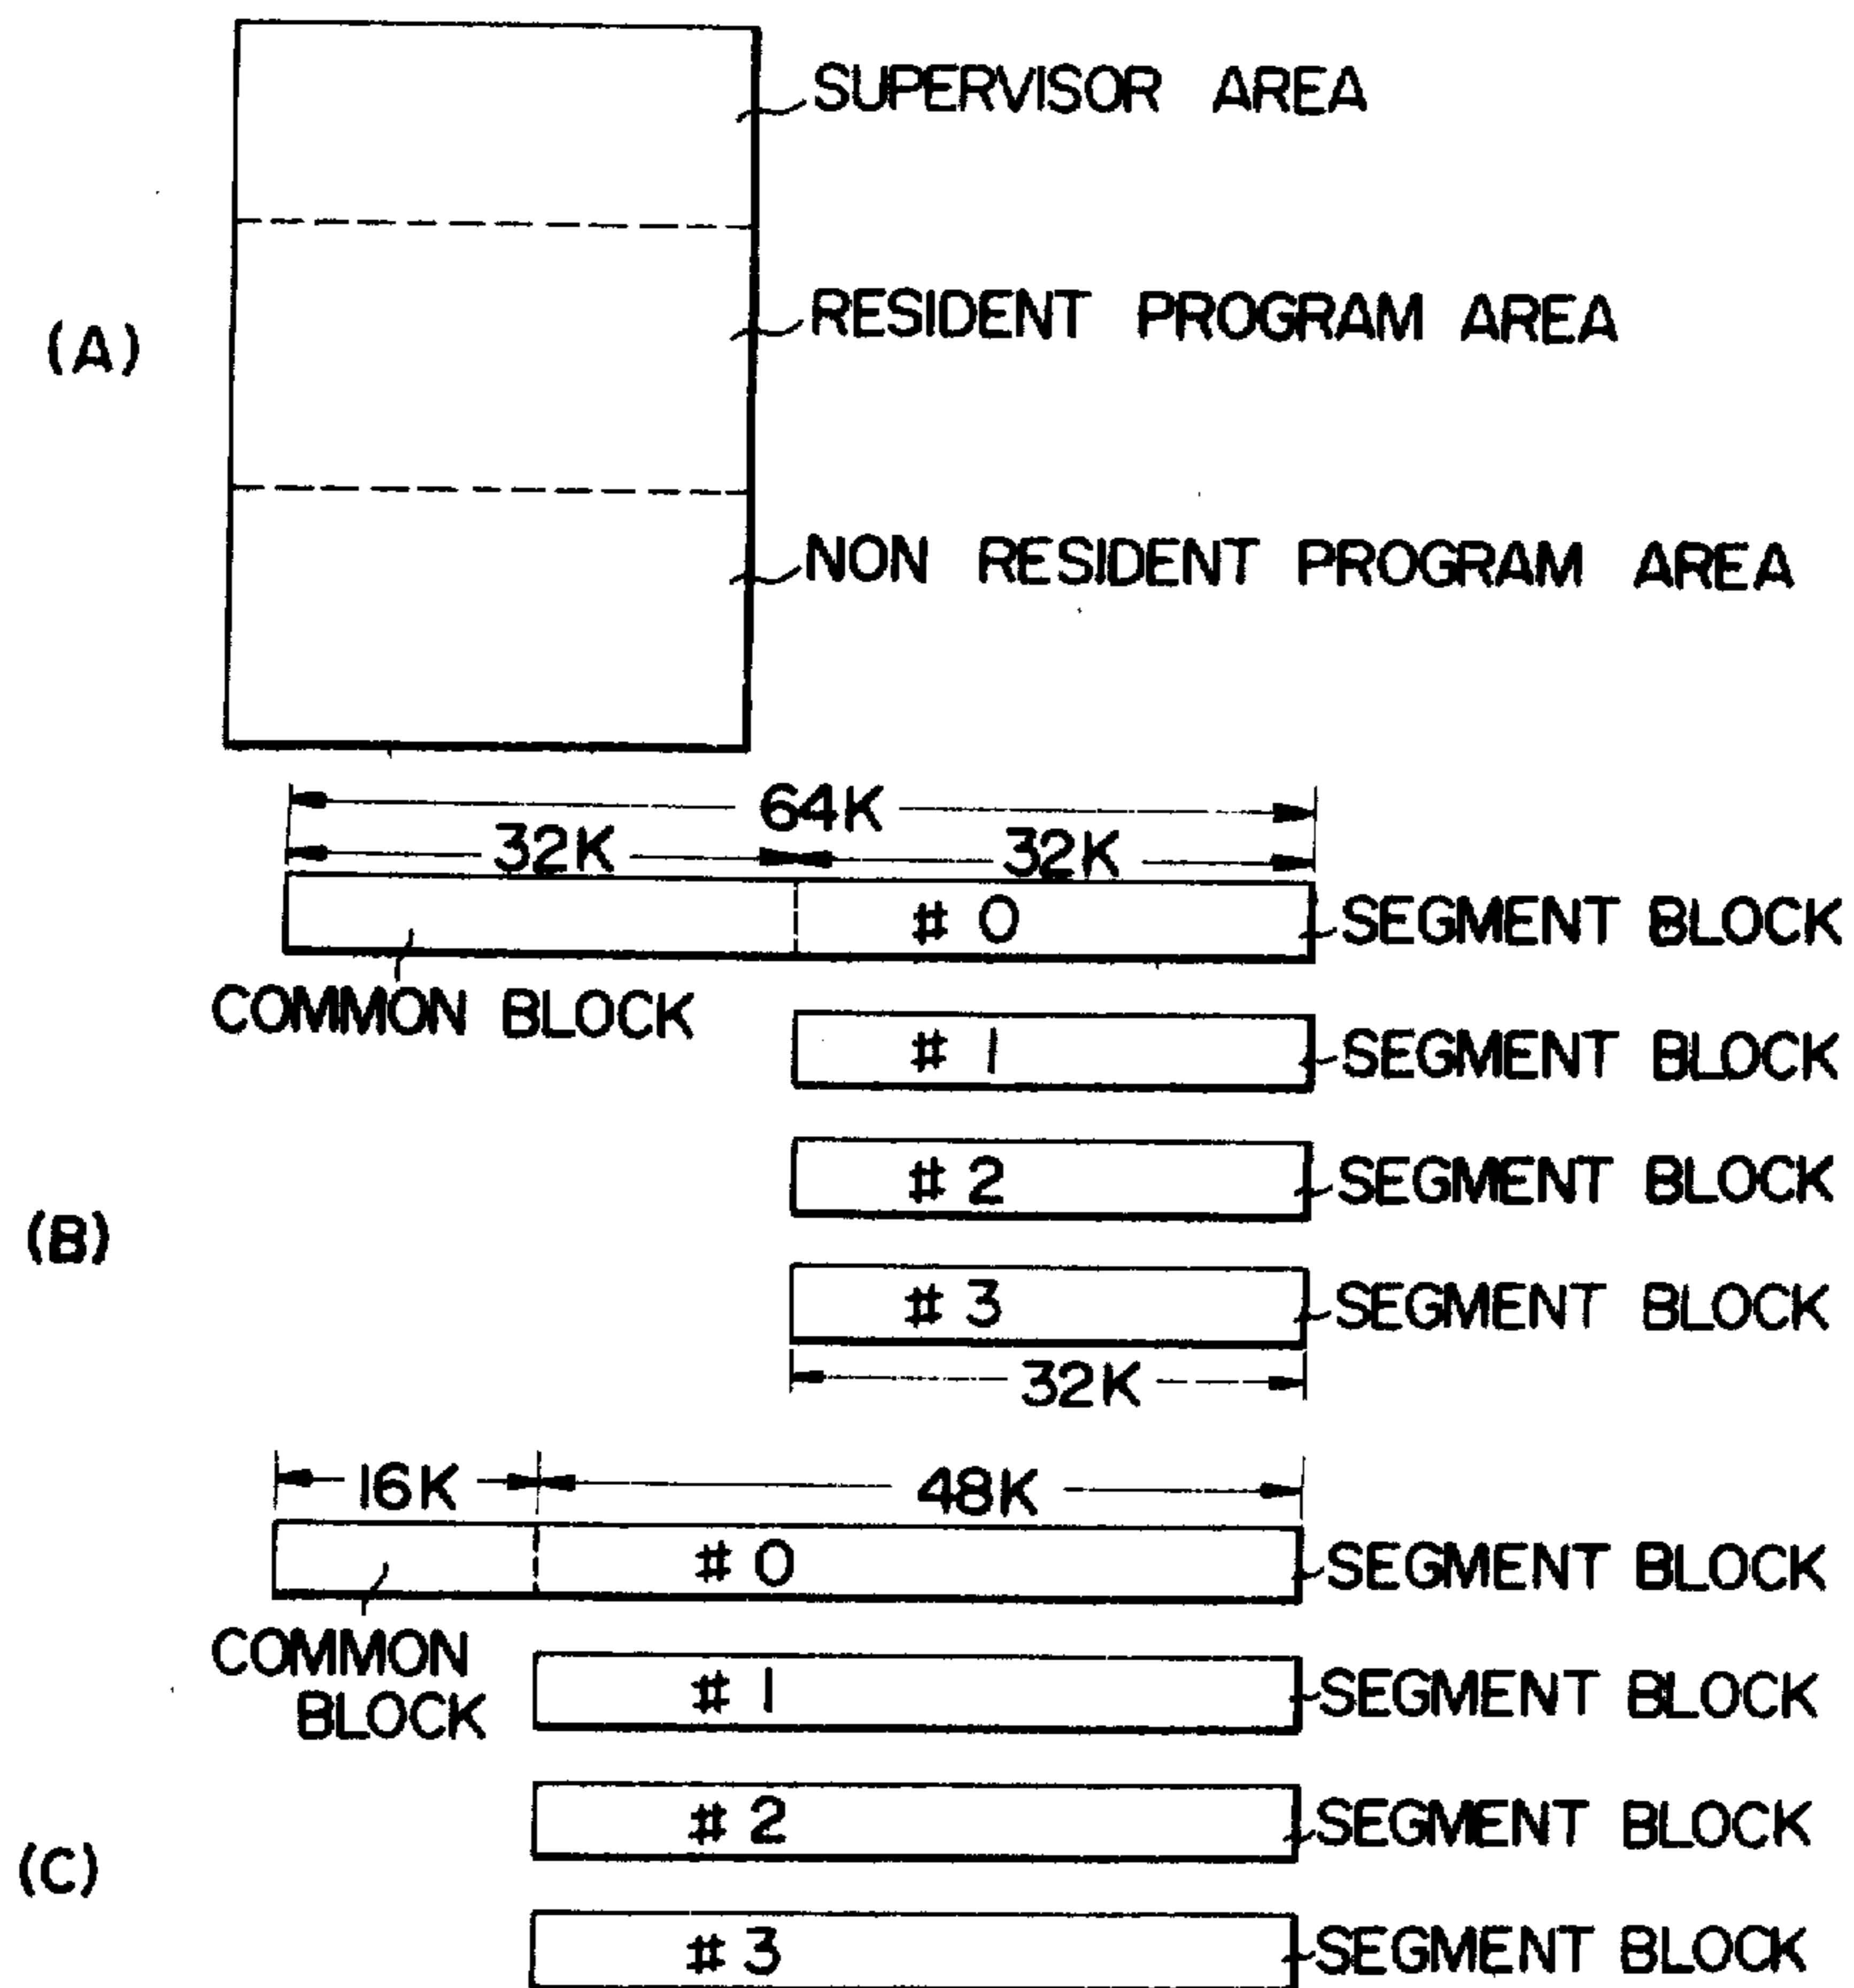 SUPERVISOR AREA
(A)
RESIDENT PROGRAM AREA
NON RESIDENT PROGRAM AREA
64K
32K 32K
# 0 SEGMENT BLOCK
COMMON BLOCK
# 1 SEGMENT BLOCK
# 2 SEGMENT BLOCK
(B)
# 3 SEGMENT BLOCK
32K
16K 48K
# 0 SEGMENT BLOCK
COMMON
BLOCK
# 1 SEGMENT BLOCK
# 2 SEGMENT BLOCK
(C)
# 3 SEGMENT BLOCK